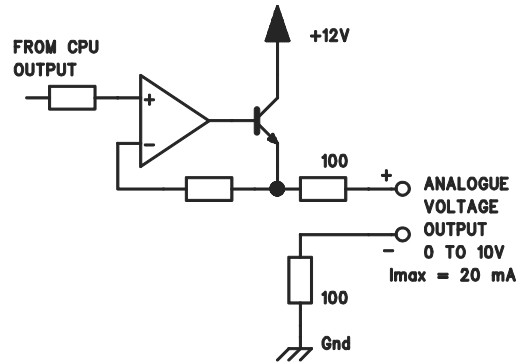 +12V
FROM CPU
OUTPUT
+
−
100
+
ANALOGUE
VOLTAGE
OUTPUT
0 TO 10V
−
Imax = 20 mA
100
Gnd